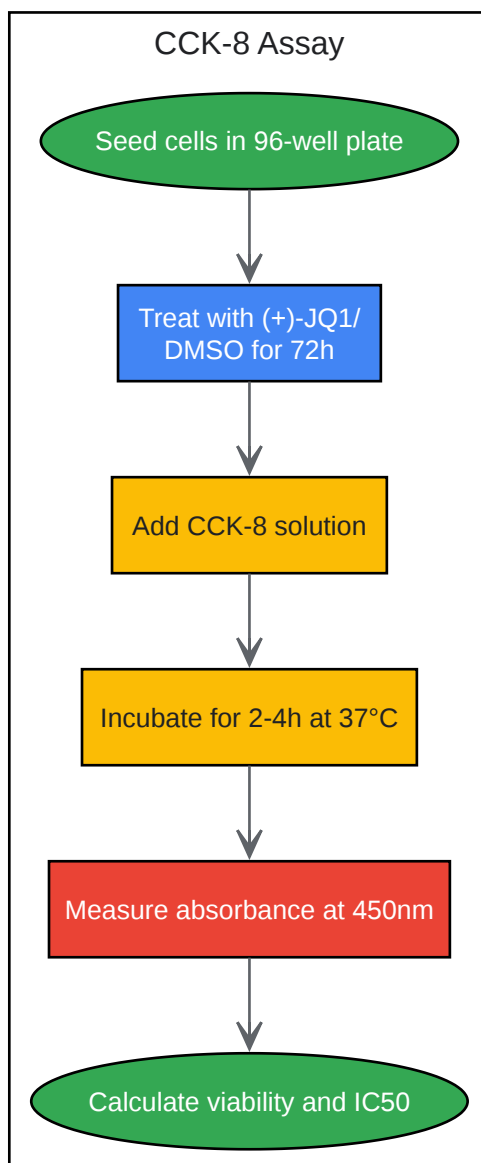 CCK-8 Assay
Seed cells in 96-well plate
Treat with (+)-JQ1/
DMSO for 72h
Add CCK-8 solution
Incubate for 2-4h at 37°C
Measure absorbance at 450nm
Calculate viability and IC50